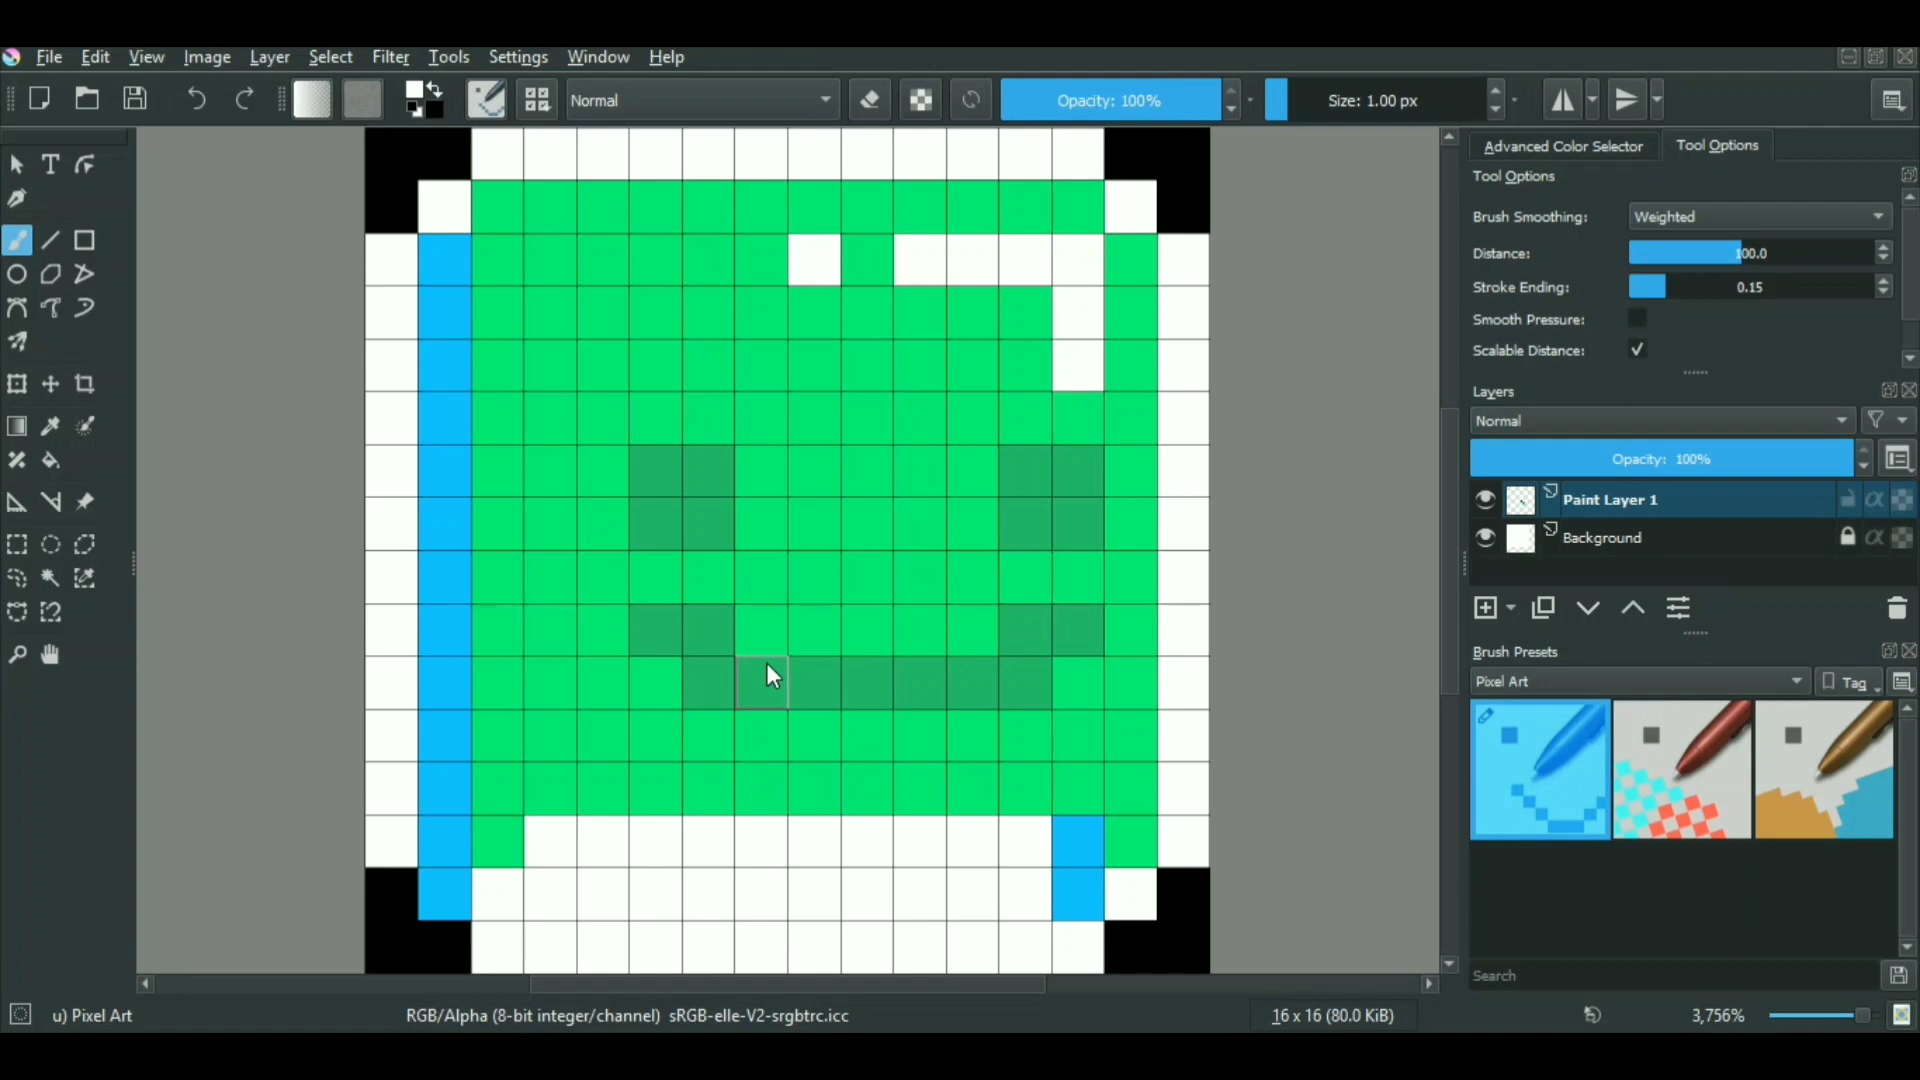 File Edit View Image Layer Select Filter Tools Settings Window Help
Normal
Opacity: 100%
Size: 1.00 px
Advanced Color Selector
Tool Options
Tool Options
Brush Smoothing: Weighted
Distance: 100.0
Stroke Ending: 0.15
Smooth Pressure:
Scalable Distance:
Layers
Normal
Opacity: 100%
Paint Layer 1
Background
Brush Presets
Pixel Art
Tag
Search
u) Pixel Art
RGB/Alpha (8-bit integer/channel) sRGB-elle-V2-srgbtrc.icc
16 x 16 (80.0 KiB)
3,756%